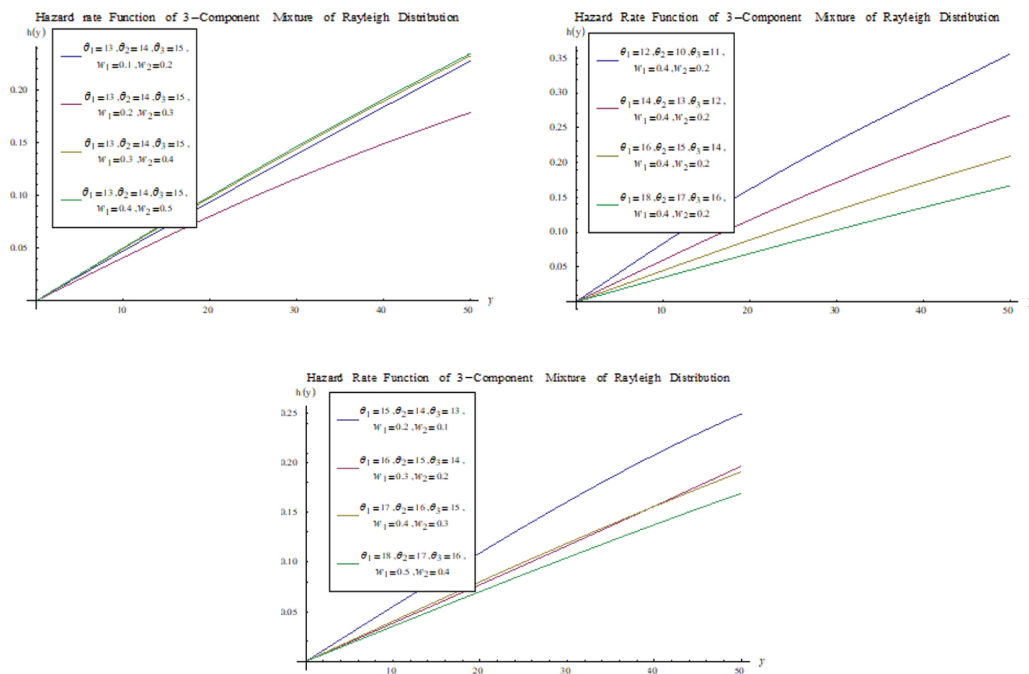 Hazard rate Function of 3-Component Mixture of Rayleigh Distribution
h(y)
θ1=13 ,θ2=14 ,θ3=15 ,
w1=0.1 ,w2=0.2
θ1=13 ,θ2=14 ,θ3=15 ,
w1=0.2 ,w2=0.3
θ1=13 ,θ2=14 ,θ3=15 ,
w1=0.3 ,w2=0.4
θ1=13 ,θ2=14 ,θ3=15 ,
w1=0.4 ,w2=0.5
0.20
0.15
0.10
0.05
10 20 30 40 50 y
Hazard Rate Function of 3-Component Mixture of Rayleigh Distribution
h(y)
θ1=12 ,θ2=10 ,θ3=11 ,
w1=0.4 ,w2=0.2
θ1=14 ,θ2=13 ,θ3=12 ,
w1=0.4 ,w2=0.2
θ1=16 ,θ2=15 ,θ3=14 ,
w1=0.4 ,w2=0.2
θ1=18 ,θ2=17 ,θ3=16 ,
w1=0.4 ,w2=0.2
0.35
0.30
0.25
0.20
0.15
0.10
0.05
10 20 30 40 50
Hazard Rate Function of 3-Component Mixture of Rayleigh Distribution
h(y)
θ1=15 ,θ2=14 ,θ3=13 ,
w1=0.2 ,w2=0.1
θ1=16 ,θ2=15 ,θ3=14 ,
w1=0.3 ,w2=0.2
θ1=17 ,θ2=16 ,θ3=15 ,
w1=0.4 ,w2=0.3
θ1=18 ,θ2=17 ,θ3=16 ,
w1=0.5 ,w2=0.4
0.25
0.20
0.15
0.10
0.05
10 20 30 40 50 y